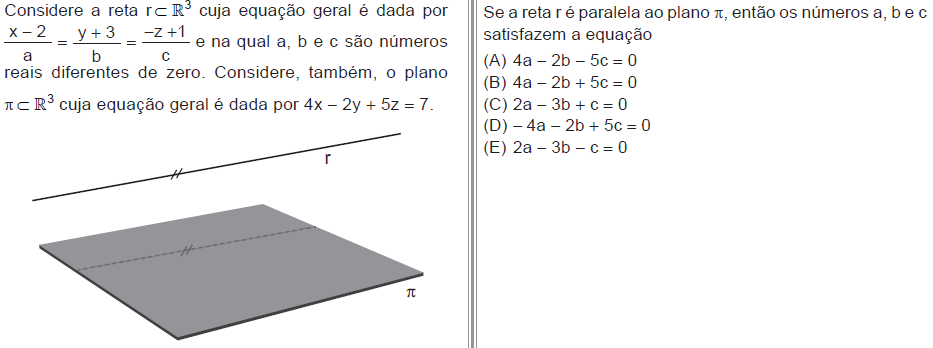 Considere a reta r⊂ ℝ³ cuja equação geral é dada por
(x – 2)/a = (y + 3)/b = (–z +1)/c e na qual a, b e c são números
reais diferentes de zero. Considere, também, o plano
π⊂ ℝ³ cuja equação geral é dada por 4x – 2y + 5z = 7.
r
π
Se a reta r é paralela ao plano π, então os números a, b e c
satisfazem a equação
(A) 4a – 2b – 5c = 0
(B) 4a – 2b + 5c = 0
(C) 2a – 3b + c = 0
(D) – 4a – 2b + 5c = 0
(E) 2a – 3b – c = 0